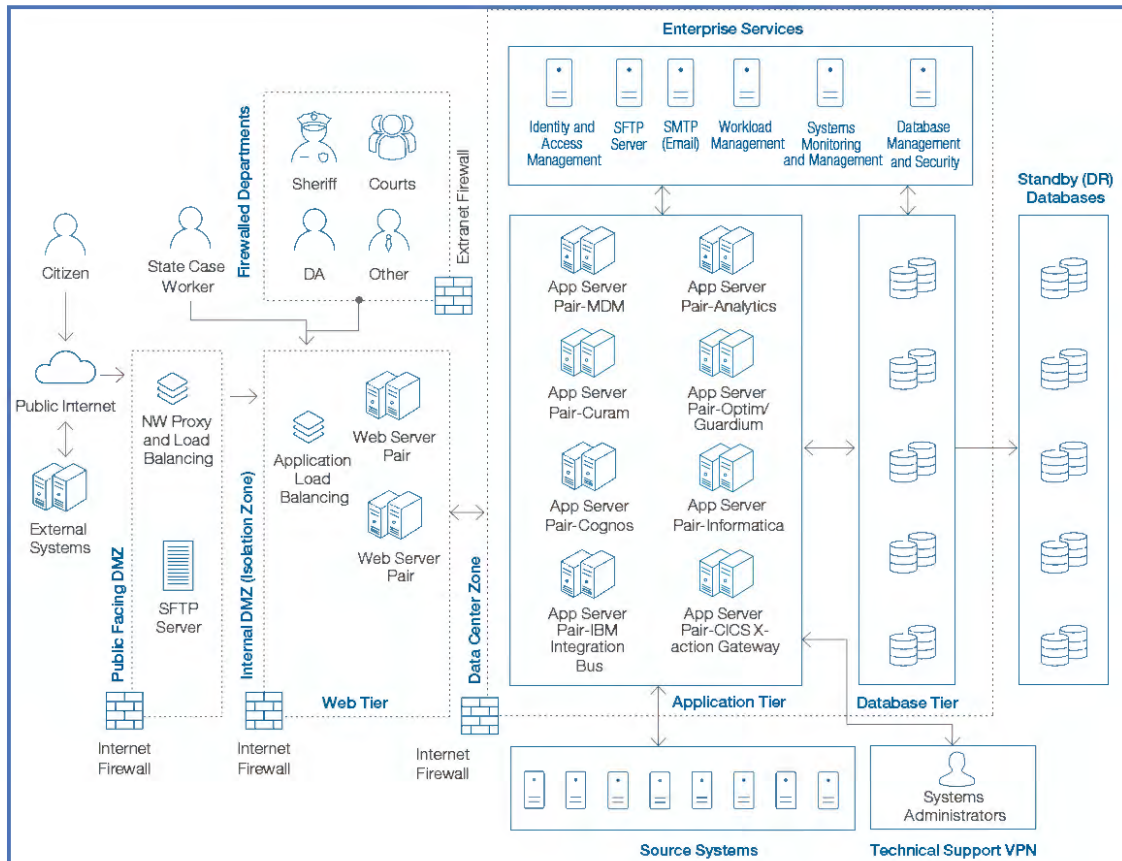 Enterprise Services
Identity and
Access
Management
SFTP
Server
SMTP
(Email)
Workload
Management
Systems
Monitoring
and Management
Database
Management
and Security
Standby (DR)
Databases
Firewalled Departments
Sheriff
Courts
DA
Other
Extranet Firewall
Citizen
State Case
Worker
Public Internet
External
Systems
NW Proxy
and Load
Balancing
SFTP
Server
Public Facing DMZ
Internet
Firewall
Application
Load
Balancing
Web Server
Pair
Web Server
Pair
Internal DMZ (Isolation Zone)
Web Tier
Internet
Firewall
Data Center Zone
Internet
Firewall
App Server
Pair-MDM
App Server
Pair-Analytics
App Server
Pair-Curam
App Server
Pair-Optim/
Guardium
App Server
Pair-Cognos
App Server
Pair-Informatica
App Server
Pair-IBM
Integration
Bus
App Server
Pair-CICS X-
action Gateway
Application Tier
Database Tier
Source Systems
Systems
Administrators
Technical Support VPN